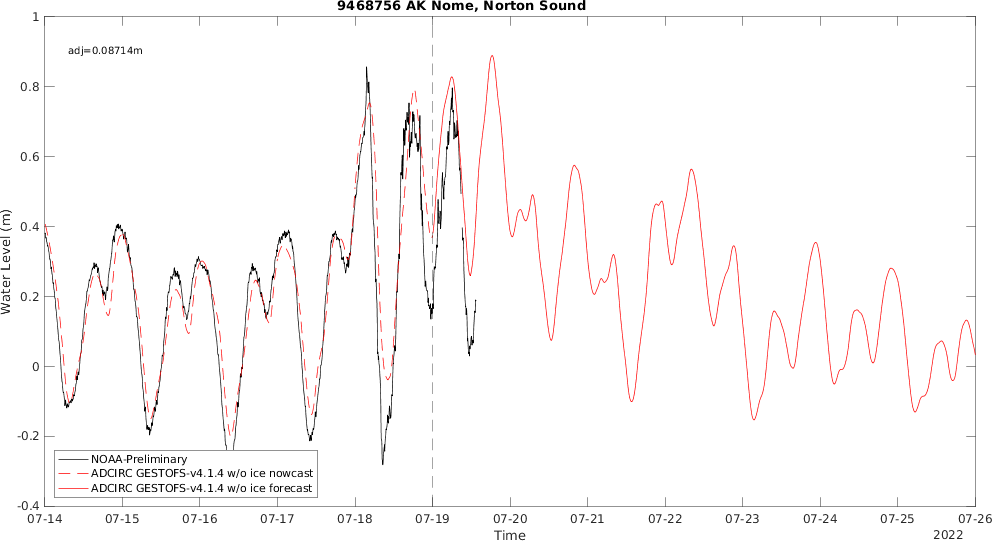 9468756 AK Nome, Norton Sound
adj=0.08714m
Water Level (m)
1
0.8
0.6
0.4
0.2
0
-0.2
-0.4
NOAA-Preliminary
ADCIRC GESTOFS-v4.1.4 w/o ice nowcast
ADCIRC GESTOFS-v4.1.4 w/o ice forecast
07-14 07-15 07-16 07-17 07-18 07-19 07-20 07-21 07-22 07-23 07-24 07-25 07-26
Time
2022